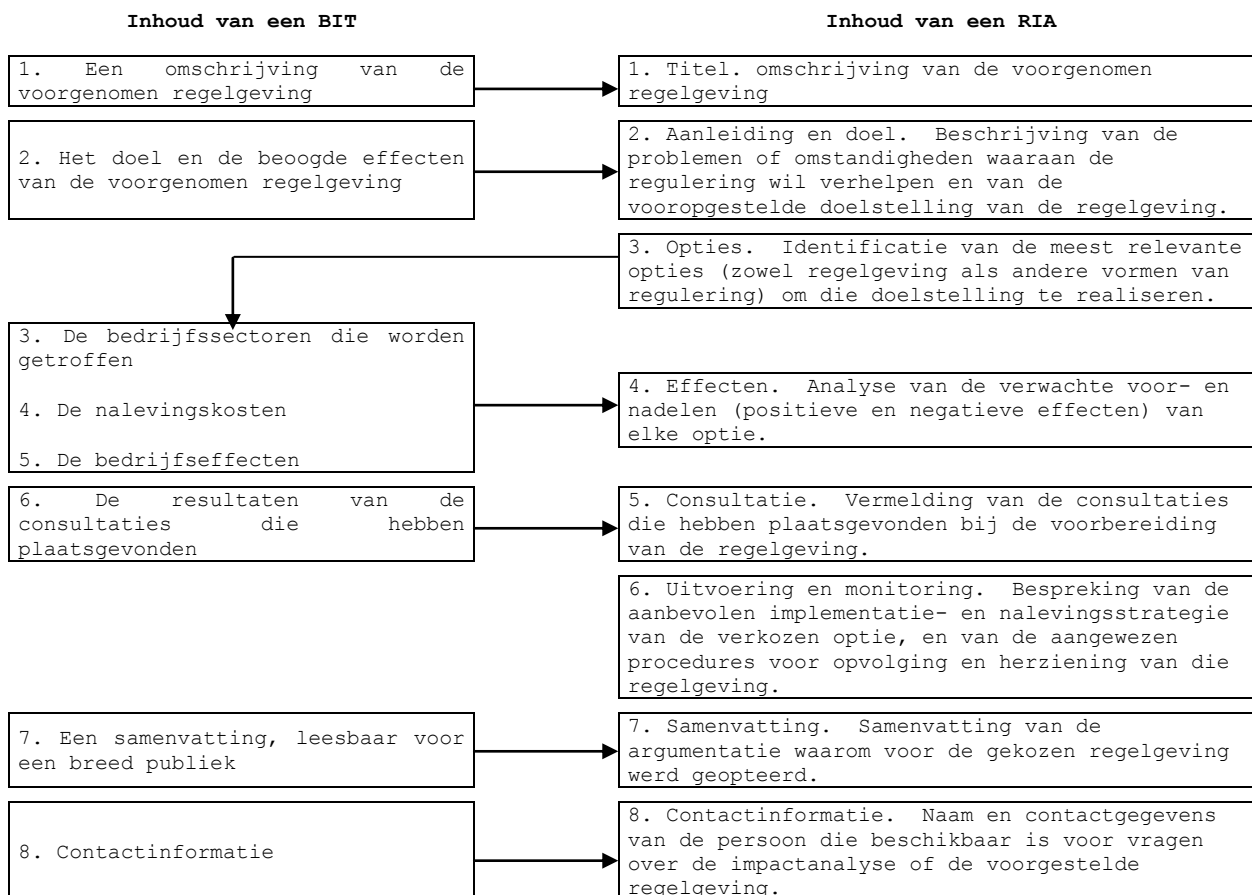 Inhoud van een BIT
Inhoud van een RIA
1. Een omschrijving van de
voorgenomen regelgeving
1. Titel. omschrijving van de voorgenomen
regelgeving
2. Het doel en de beoogde effecten
van de voorgenomen regelgeving
2. Aanleiding en doel. Beschrijving van de
problemen of omstandigheden waaraan de
regulering wil verhelpen en van de
vooropgestelde doelstelling van de regelgeving.
3. Opties. Identificatie van de meest relevante
opties (zowel regelgeving als andere vormen van
regulering) om die doelstelling te realiseren.
3. De bedrijfssectoren die worden
getroffen
4. De nalevingskosten
5. De bedrijfseffecten
4. Effecten. Analyse van de verwachte voor- en
nadelen (positieve en negatieve effecten) van
elke optie.
6. De resultaten van de
consultaties die hebben
plaatsgevonden
5. Consultatie. Vermelding van de consultaties
die hebben plaatsgevonden bij de voorbereiding
van de regelgeving.
6. Uitvoering en monitoring. Bespreking van de
aanbevolen implementatie- en nalevingsstrategie
van de verkozen optie, en van de aangewezen
procedures voor opvolging en herziening van die
regelgeving.
7. Een samenvatting, leesbaar voor
een breed publiek
7. Samenvatting. Samenvatting van de
argumentatie waarom voor de gekozen regelgeving
werd geopteerd.
8. Contactinformatie
8. Contactinformatie. Naam en contactgegevens
van de persoon die beschikbaar is voor vragen
over de impactanalyse of de voorgestelde
regelgeving.